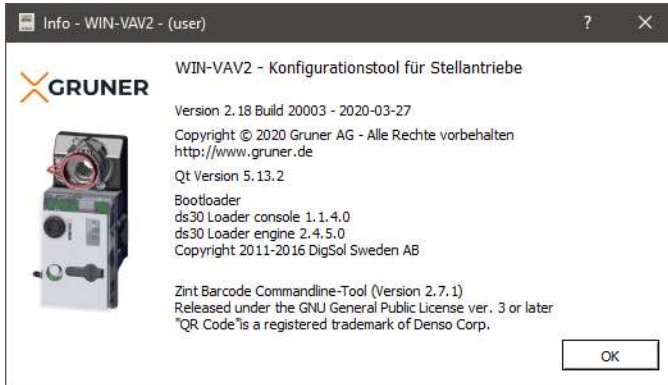 Info - WIN-VAV2 - (user)
?
GRUNER
WIN-VAV2 - Konfigurationstool für Stellantriebe
Version 2.18 Build 20003 - 2020-03-27
Copyright © 2020 Gruner AG - Alle Rechte vorbehalten
http://www.gruner.de
Qt Version 5.13.2
Bootloader
ds30 Loader console 1.1.4.0
ds30 Loader engine 2.4.5.0
Copyright 2011-2016 DigSol Sweden AB
Zint Barcode Commandline-Tool (Version 2.7.1)
Released under the GNU General Public License ver. 3 or later
"QR Code"is a registered trademark of Denso Corp.
OK